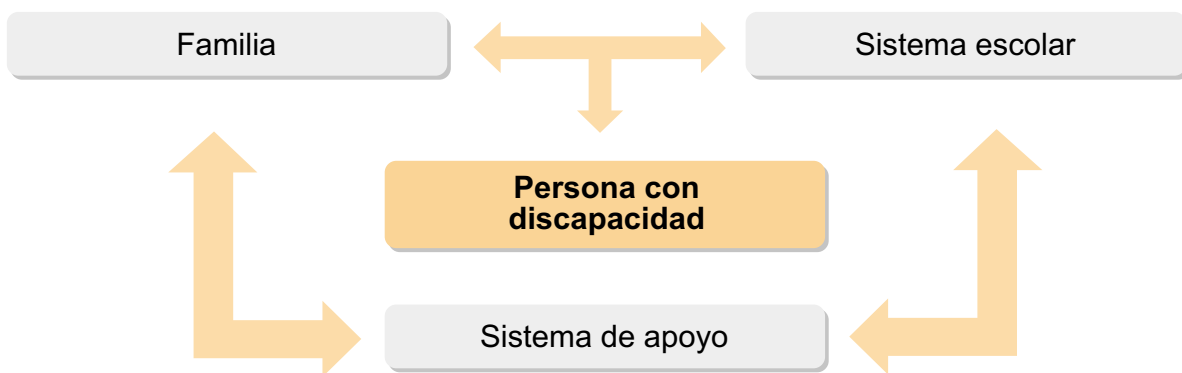 Familia
Sistema escolar
Persona con
discapacidad
Sistema de apoyo